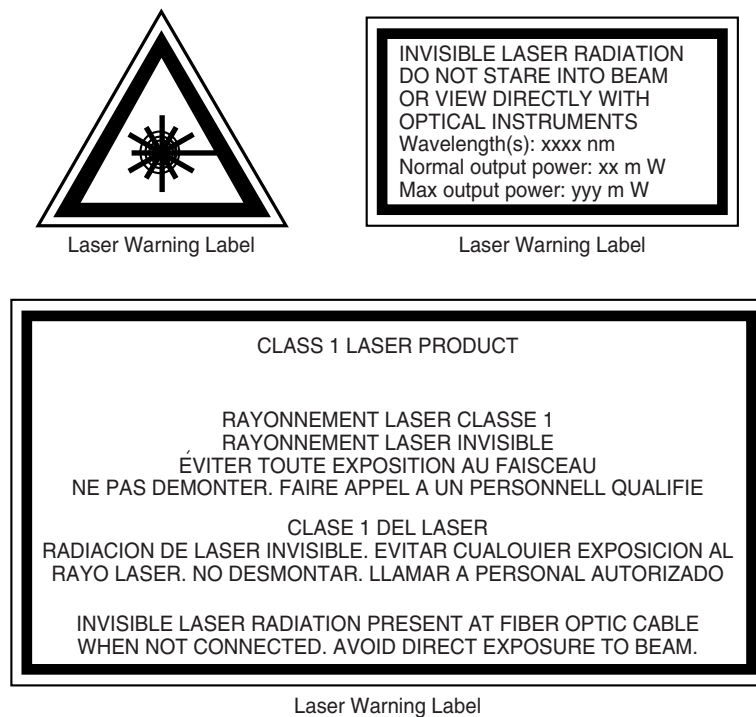 Laser Warning Label
INVISIBLE LASER RADIATION
DO NOT STARE INTO BEAM
OR VIEW DIRECTLY WITH
OPTICAL INSTRUMENTS
Wavelength(s): xxxx nm
Normal output power: xx m W
Max output power: yyy m W
Laser Warning Label
CLASS 1 LASER PRODUCT
RAYONNEMENT LASER CLASSE 1
RAYONNEMENT LASER INVISIBLE
ÉVITER TOUTE EXPOSITION AU FAISCEAU
NE PAS DEMONTER. FAIRE APPEL A UN PERSONNELL QUALIFIE
CLASE 1 DEL LASER
RADIACION DE LASER INVISIBLE. EVITAR CUALOUIER EXPOSICION AL
RAYO LASER. NO DESMONTAR. LLAMAR A PERSONAL AUTORIZADO
INVISIBLE LASER RADIATION PRESENT AT FIBER OPTIC CABLE
WHEN NOT CONNECTED. AVOID DIRECT EXPOSURE TO BEAM.
Laser Warning Label